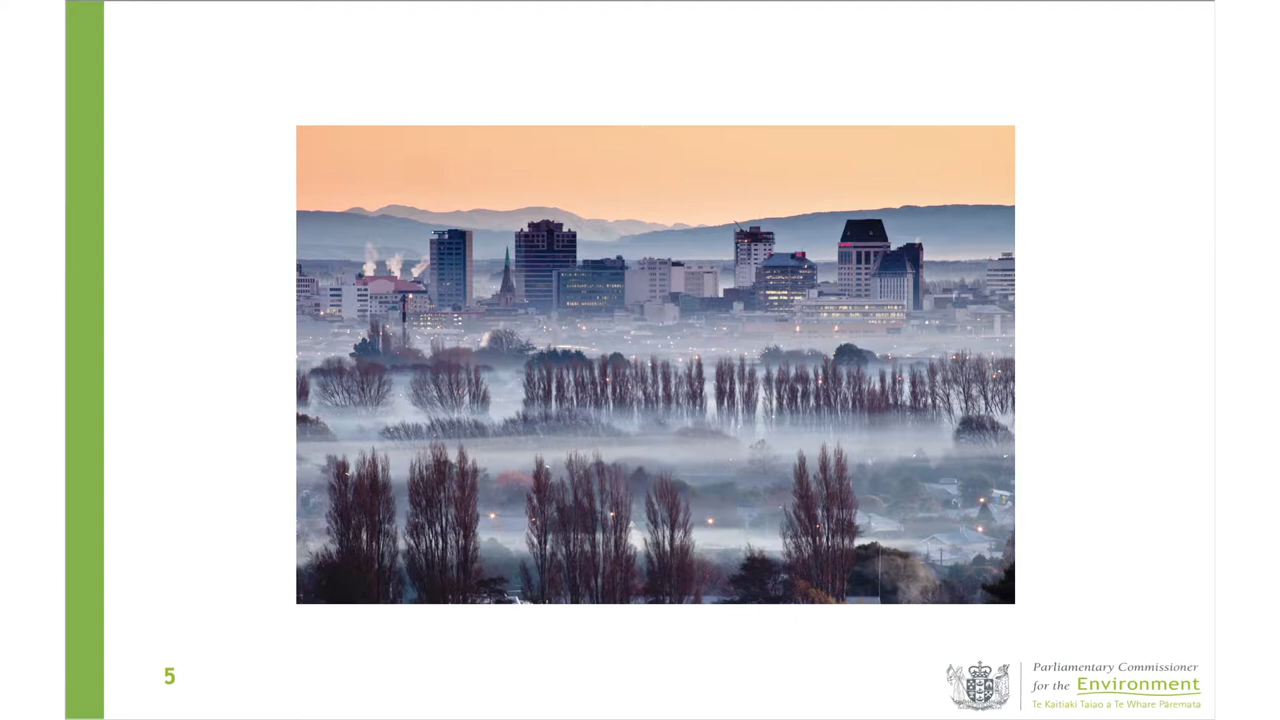 5
Parliamentary Commissioner
for the Environment
Te Kaitiaki Taiao a Te Whare Pāremata